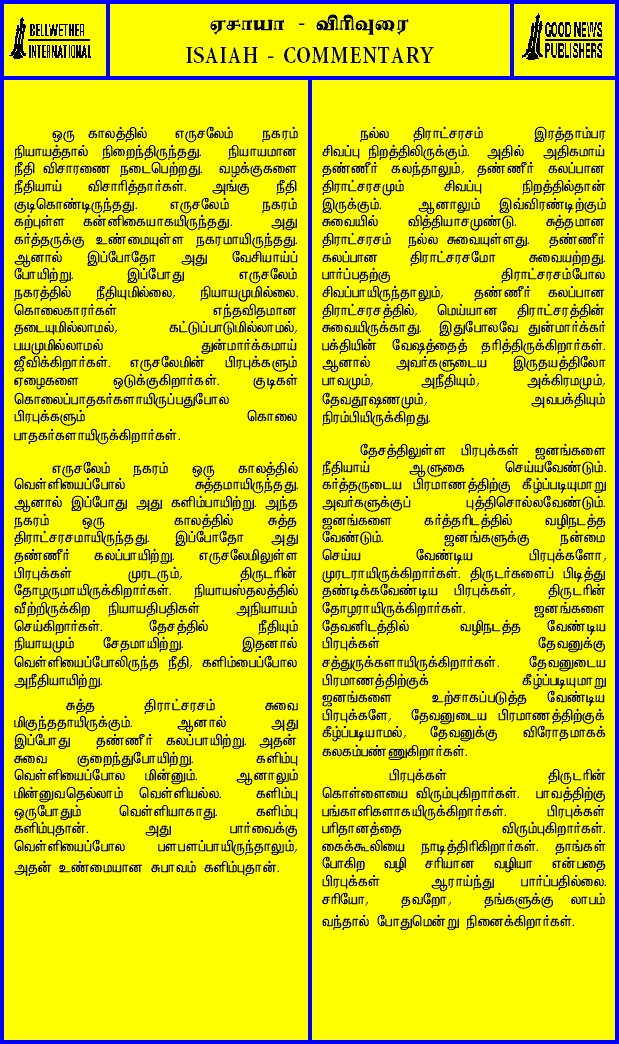 BELLWETHER
INTERNATIONAL
ஏசாயா - விரிவுரை
ISAIAH - COMMENTARY
GOOD NEWS
PUBLISHERS
ஒரு காலத்தில் எருசலேம் நகரம்
நியாயத்தால் நிறைந்திருந்தது. நியாயமான
நீதி விசாரணை நடைபெற்றது. வழக்குகளை
நீதியாய் விசாரித்தார்கள். அங்கு நீதி
குடிகொண்டிருந்தது. எருசலேம் நகரம்
கற்புள்ள கன்னிகையாகயிருந்தது. அது
கர்த்தருக்கு உண்மையுள்ள நகரமாயிருந்தது.
ஆனால் இப்போதோ அது வேசியாய்ப்
போயிற்று. இப்போது எருசலேம்
நகரத்தில் நீதியுமில்லை, நியாயமுமில்லை.
கொலைகாரர்கள் எந்தவிதமான
தடையுமில்லாமல், கட்டுப்பாடுமில்லாமல்,
பயமுமில்லாமல் துன்மார்க்கமாய்
ஜீவிக்கிறார்கள். எருசலேமின் பிரபுக்களும்
ஏழைகளை ஒடுக்குகிறார்கள். குடிகள்
கொலைப்பாதகர்களாயிருப்பதுபோல
பிரபுக்களும் கொலை
பாதகர்களாயிருக்கிறார்கள்.
எருசலேம் நகரம் ஒரு காலத்தில்
வெள்ளியைப்போல் சுத்தமாயிருந்தது.
ஆனால் இப்போது அது களிம்பாயிற்று. அந்த
நகரம் ஒரு காலத்தில் சுத்த
திராட்சரசமாயிருந்தது. இப்போதோ அது
தண்ணீர் கலப்பாயிற்று. எருசலேமிலுள்ள
பிரபுக்கள் முரடரும், திருடரின்
தோழருமாயிருக்கிறார்கள். நியாயஸ்தலத்தில்
வீற்றிருக்கிற நியாயதிபதிகள் அநியாயம்
செய்கிறார்கள். தேசத்தில் நீதியும்
நியாயமும் சேதமாயிற்று. இதனால்
வெள்ளியைப்போலிருந்த நீதி, களிம்பைப்போல
அநீதியாயிற்று.
சுத்த திராட்சரசம் சுவை
மிகுந்ததாயிருக்கும். ஆனால் அது
இப்போது தண்ணீர் கலப்பாயிற்று. அதன்
சுவை குறைந்துபோயிற்று. களிம்பு
வெள்ளியைப்போல மின்னும். ஆனாலும்
மின்னுவதெல்லாம் வெள்ளியல்ல. களிம்பு
ஒருபோதும் வெள்ளியாகாது. களிம்பு
களிம்புதான். அது பார்வைக்கு
வெள்ளியைப்போல பளபளப்பாயிருந்தாலும்,
அதன் உண்மையான சுபாவம் களிம்புதான்.
நல்ல திராட்சரசம் இரத்தாம்பர
சிவப்பு நிறத்திலிருக்கும். அதில் அதிகமாய்
தண்ணீர் கலந்தாலும், தண்ணீர் கலப்பான
திராட்சரசமும் சிவப்பு நிறத்தில்தான்
இருக்கும். ஆனாலும் இவ்விரண்டிற்கும்
சுவையில் வித்தியாசமுண்டு. சுத்தமான
திராட்சரசம் நல்ல சுவையுள்ளது. தண்ணீர்
கலப்பான திராட்சரசமோ சுவையற்றது.
பார்ப்பதற்கு திராட்சரசம்போல
சிவப்பாயிருந்தாலும், தண்ணீர் கலப்பான
திராட்சரசத்தில், மெய்யான திராட்சரத்தின்
சுவையிருக்காது. இதுபோலவே துன்மார்க்கர்
பக்தியின் வேஷத்தைத் தரித்திருக்கிறார்கள்.
ஆனால் அவர்களுடைய இருதயத்திலோ
பாவமும், அநீதியும், அக்கிரமமும்,
தேவதூஷணமும், அவபக்தியும்
நிரம்பியிருக்கிறது.
தேசத்திலுள்ள பிரபுக்கள் ஜனங்களை
நீதியாய் ஆளுகை செய்யவேண்டும்.
கர்த்தருடைய பிரமாணத்திற்கு கீழ்ப்படியுமாறு
அவர்களுக்குப் புத்திசொல்லவேண்டும்.
ஜனங்களை கர்த்தரிடத்தில் வழிநடத்த
வேண்டும். ஜனங்களுக்கு நன்மை
செய்ய வேண்டிய பிரபுக்களோ,
முரடராயிருக்கிறார்கள். திருடர்களைப் பிடித்து
தண்டிக்கவேண்டிய பிரபுக்கள், திருடரின்
தோழராயிருக்கிறார்கள். ஜனங்களை
தேவனிடத்தில் வழிநடத்த வேண்டிய
பிரபுக்கள் தேவனுக்கு
சத்துருக்களாயிருக்கிறார்கள். தேவனுடைய
பிரமாணத்திற்குக் கீழ்ப்படியுமாறு
ஜனங்களை உற்சாகப்படுத்த வேண்டிய
பிரபுக்களே, தேவனுடைய பிரமாணத்திற்குக்
கீழ்ப்படியாமல், தேவனுக்கு விரோதமாகக்
கலகம்பண்ணுகிறார்கள்.
பிரபுக்கள் திருடரின்
கொள்ளையை விரும்புகிறார்கள். பாவத்திற்கு
பங்காளிகளாகயிருக்கிறார்கள். பிரபுக்கள்
பரிதானத்தை விரும்புகிறார்கள்.
கைக்கூலியை நாடித்திரிகிறார்கள். தாங்கள்
போகிற வழி சரியான வழியா என்பதை
பிரபுக்கள் ஆராய்ந்து பார்ப்பதில்லை.
சரியோ, தவறோ, தங்களுக்கு லாபம்
வந்தால் போதுமென்று நினைக்கிறார்கள்.